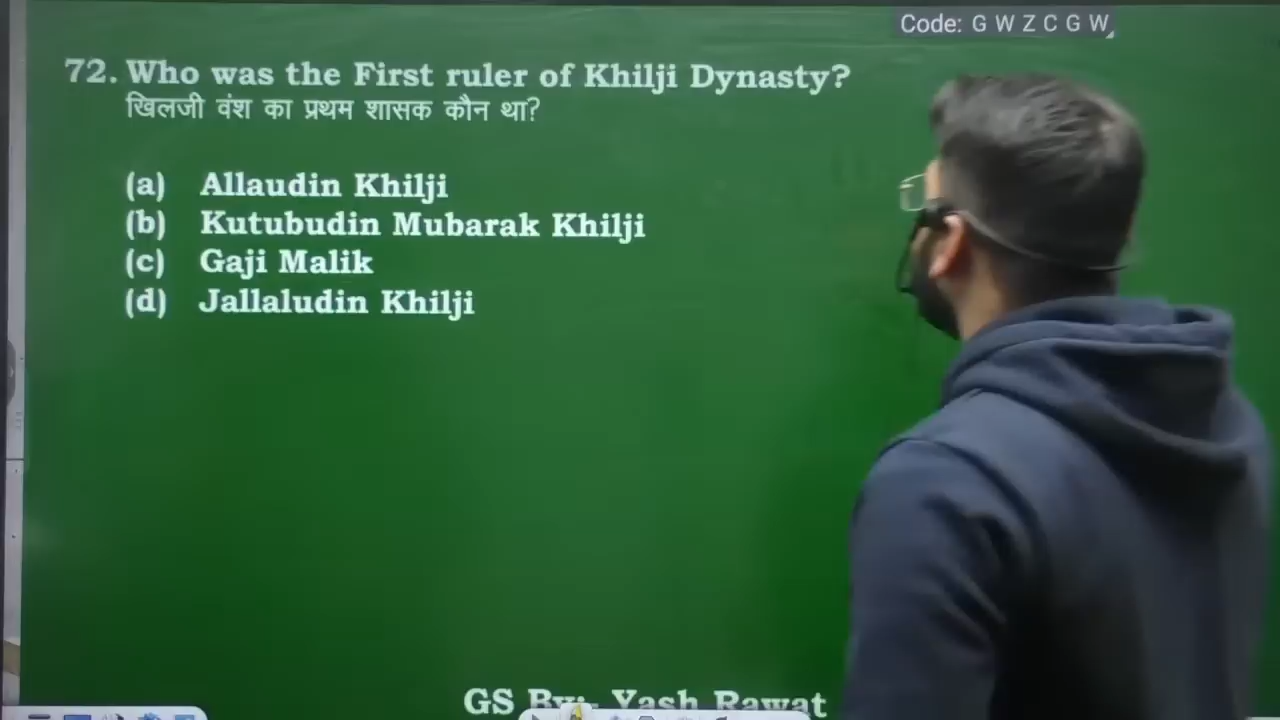 Code: G W Z C G W
72. Who was the First ruler of Khilji Dynasty?
खिलजी वंश का प्रथम शासक कौन था?
(a) Allaudin Khilji
(b) Kutubudin Mubarak Khilji
(c) Gaji Malik
(d) Jallaludin Khilji
GS By:- Yash Rawat